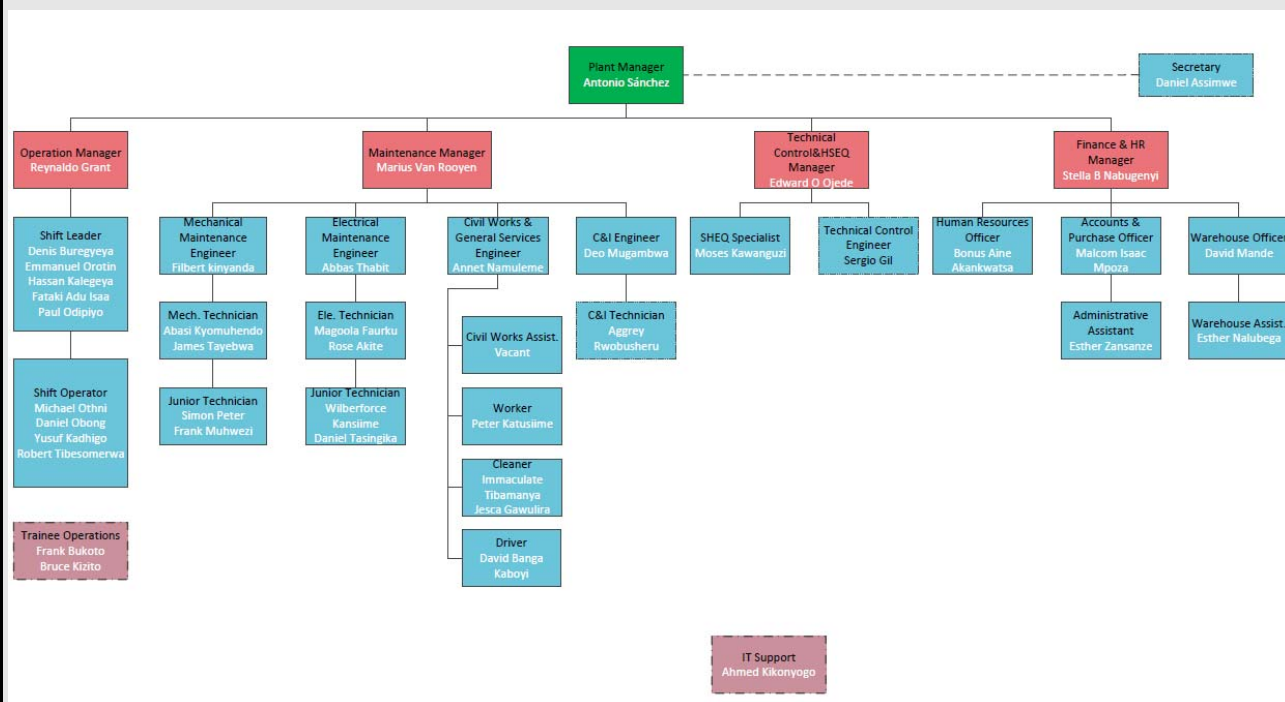 Plant Manager
Antonio Sánchez
Secretary
Daniel Assimwe
Operation Manager
Reynaldo Grant
Maintenance Manager
Marius Van Rooyen
Technical
Control&HSEQ
Manager
Edward O Ojede
Finance & HR
Manager
Stella B Nabugenyi
Shift Leader
Denis Buregyeya
Emmanuel Orotin
Hassan Kalegeya
Fataki Adu Isaa
Paul Odipiyo
Mechanical
Maintenance
Engineer
Filbert kinyanda
Electrical
Maintenance
Engineer
Abbas Thabit
Civil Works &
General Services
Engineer
Annet Namuleme
C&I Engineer
Deo Mugambwa
SHEQ Specialist
Moses Kawanguzi
Technical Control
Engineer
Sergio Gil
Human Resources
Officer
Bonus Aine
Akankwatsa
Accounts &
Purchase Officer
Malcom Isaac
Mpoza
Warehouse Officer
David Mande
Mech. Technician
Abasi Kyomuhendo
James Tayebwa
Ele. Technician
Magoola Faurku
Rose Akite
Civil Works Assist.
Vacant
C&I Technician
Aggrey
Rwobusheru
Administrative
Assistant
Esther Zansanze
Warehouse Assist.
Esther Nalubega
Shift Operator
Michael Othni
Daniel Obong
Yusuf Kadhigo
Robert Tibesomerwa
Junior Technician
Simon Peter
Frank Muhwezi
Junior Technician
Wilberforce
Kansiime
Daniel Tasingika
Worker
Peter Katusiime
Cleaner
Immaculate
Tibamanya
Jesca Gawulira
Trainee Operations
Frank Bukoto
Bruce Kizito
Driver
David Banga
Kaboyi
IT Support
Ahmed Kikonyogo